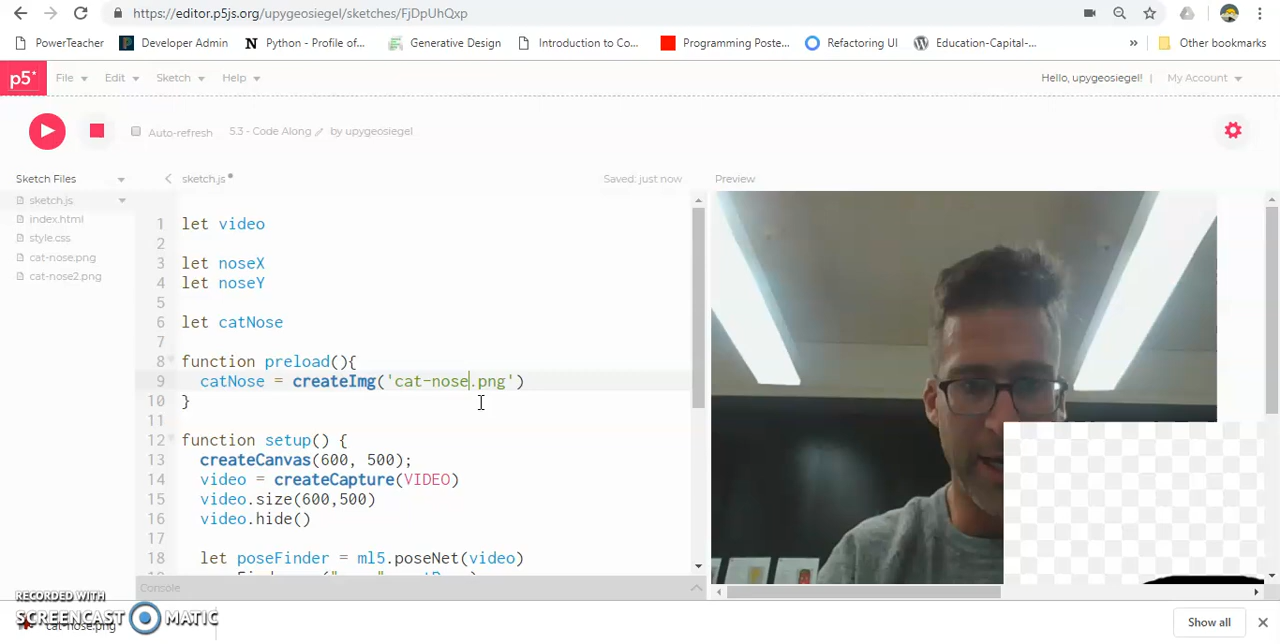 https://editor.p5js.org/upygeosiegel/sketches/FjDpUhQxp
PowerTeacher Developer Admin Python - Profile of... Generative Design Introduction to Co... Programming Poste... Refactoring UI Education-Capital-... » Other bookmarks
p5* File Edit Sketch Help Hello, upygeosiegel! | My Account
Auto-refresh 5.3 - Code Along by upygeosiegel
Sketch Files sketch.js Saved: just now Preview
sketch.js
index.html
style.css
cat-nose.png
cat-nose2.png
1 let video
2
3 let noseX
4 let noseY
5
6 let catNose
7
8 function preload(){
9 catNose = createImg('cat-nose.png')
10 }
11
12 function setup() {
13 createCanvas(600, 500);
14 video = createCapture(VIDEO)
15 video.size(600,500)
16 video.hide()
17
18 let poseFinder = ml5.poseNet(video)
Console
RECORDED WITH
SCREENCAST MATIC
cat-nose.png
Show all